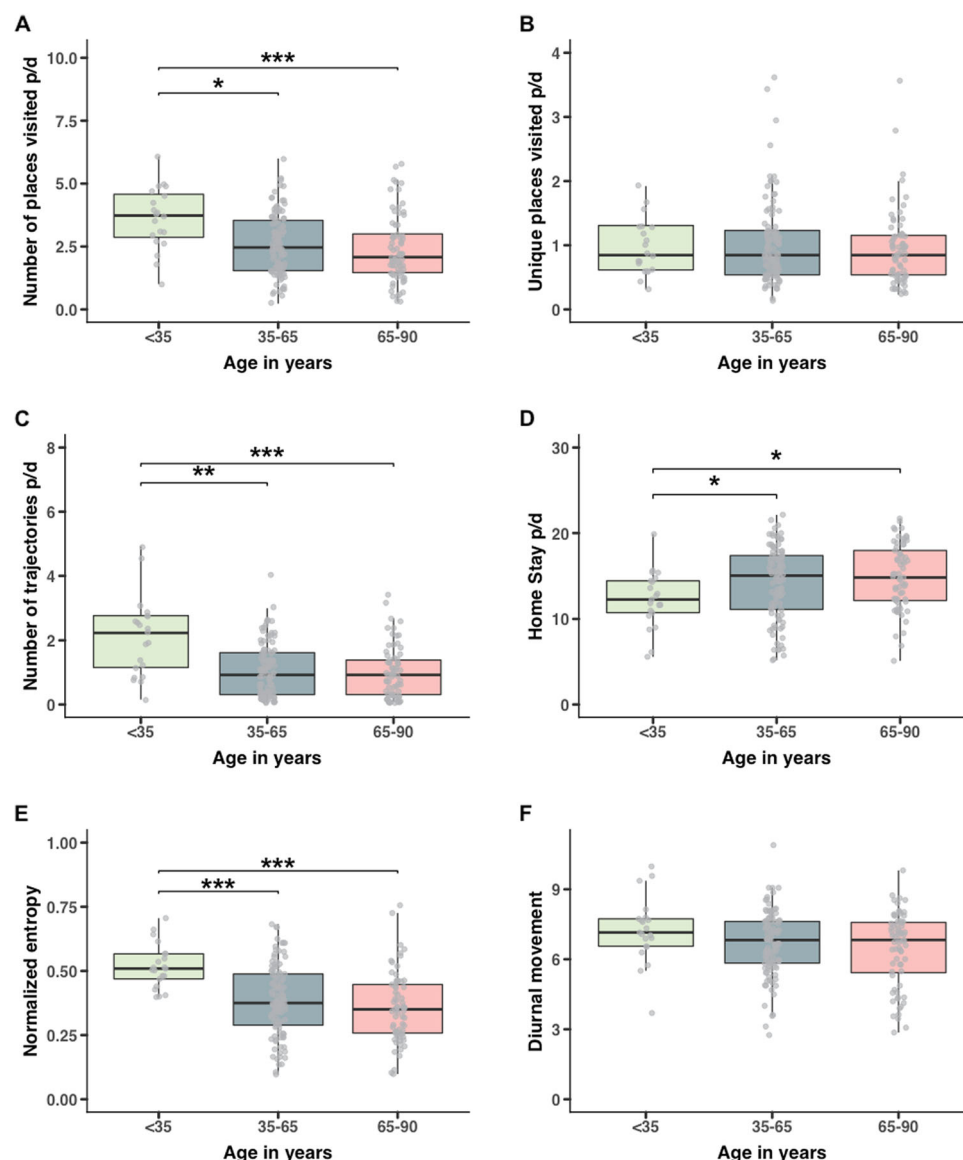 A
Number of places visited p/d
10.0
7.5
5.0
2.5
0.0
***
*
<35 35-65 65-90
Age in years
B
Unique places visited p/d
4
3
2
1
0
<35 35-65 65-90
Age in years
C
Number of trajectories p/d
8
6
4
2
0
***
**
<35 35-65 65-90
Age in years
D
Home Stay p/d
30
20
10
0
*
*
<35 35-65 65-90
Age in years
E
Normalized entropy
1.00
0.75
0.50
0.25
0.00
***
***
<35 35-65 65-90
Age in years
F
Diurnal movement
9
6
3
0
<35 35-65 65-90
Age in years